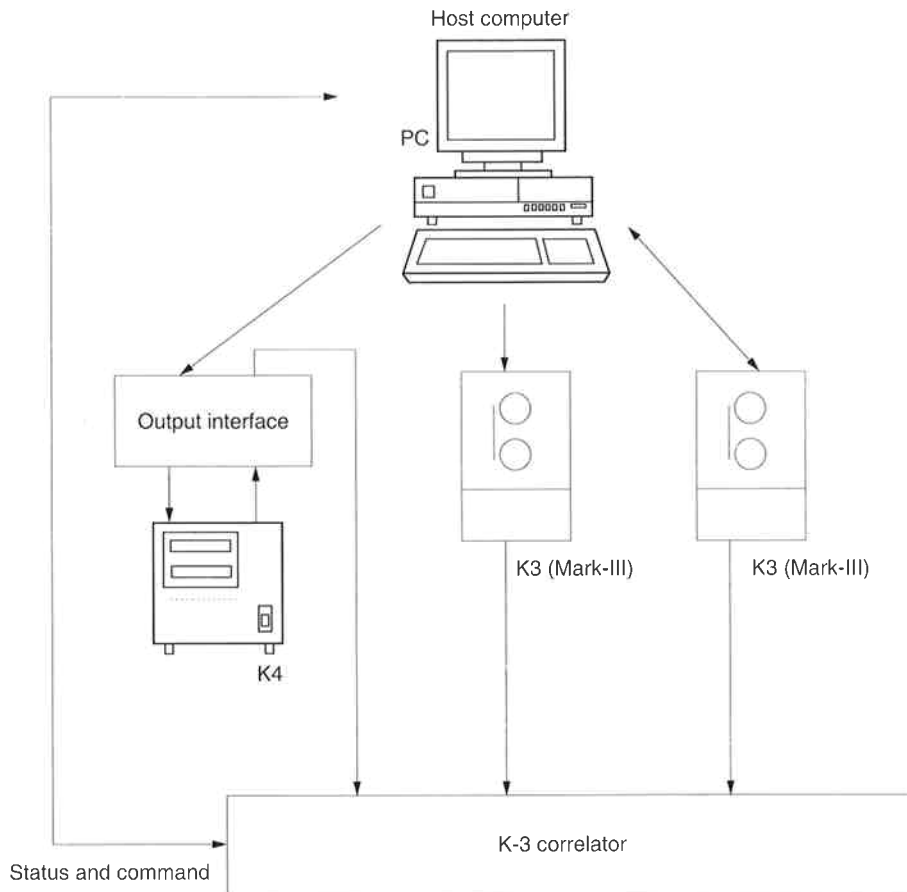 Host computer
PC
Output interface
K3 (Mark-III)
K3 (Mark-III)
K4
K-3 correlator
Status and command